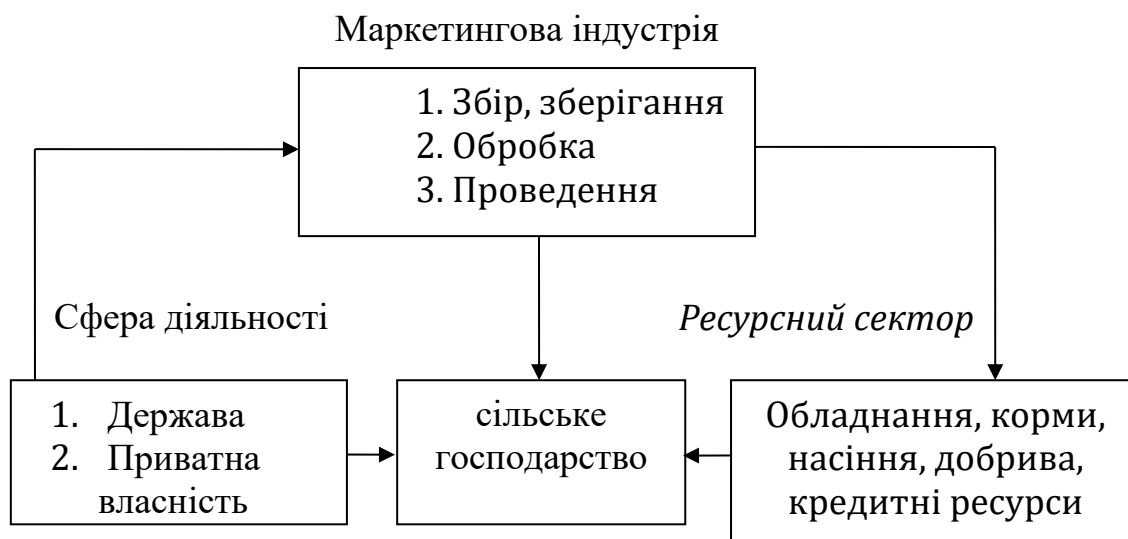 Маркетингова індустрія
1. Збір, зберігання
2. Обробка
3. Проведення
Сфера діяльності
Ресурсний сектор
1. Держава
2. Приватна
власність
сільське
господарство
Обладнання, корми,
насіння, добрива,
кредитні ресурси